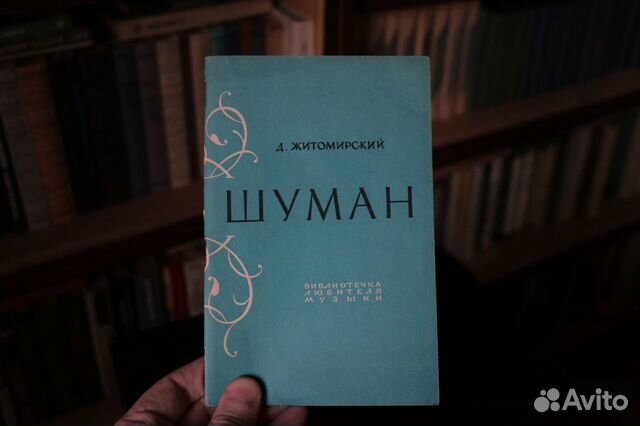 Д. ЖИТОМИРСКИЙ
ШУМАН
БИБЛИОТЕЧКА
ЛЮБИТЕЛЯ
МУЗЫКИ
Avito